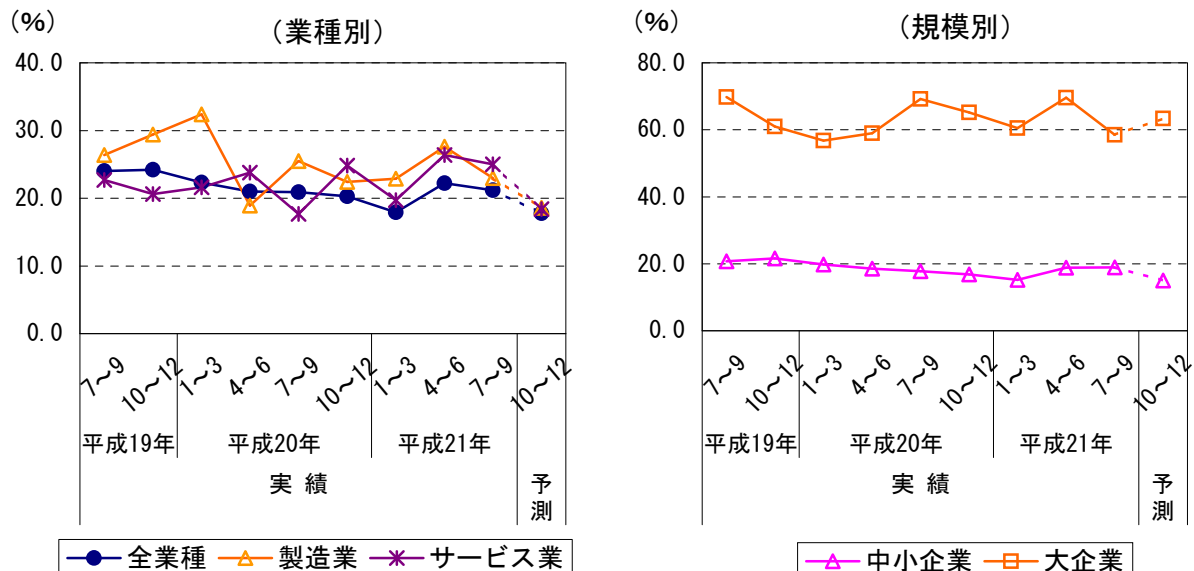 (%)
(業種別)
40.0
30.0
20.0
10.0
0.0
7~9
10~12
1~3
4~6
7~9
10~12
1~3
4~6
7~9
10~12
平成19年
平成20年
平成21年
実 績
予測
全業種
製造業
サービス業
(%)
(規模別)
80.0
60.0
40.0
20.0
0.0
7~9
10~12
1~3
4~6
7~9
10~12
1~3
4~6
7~9
10~12
平成19年
平成20年
平成21年
実 績
予測
中小企業
大企業